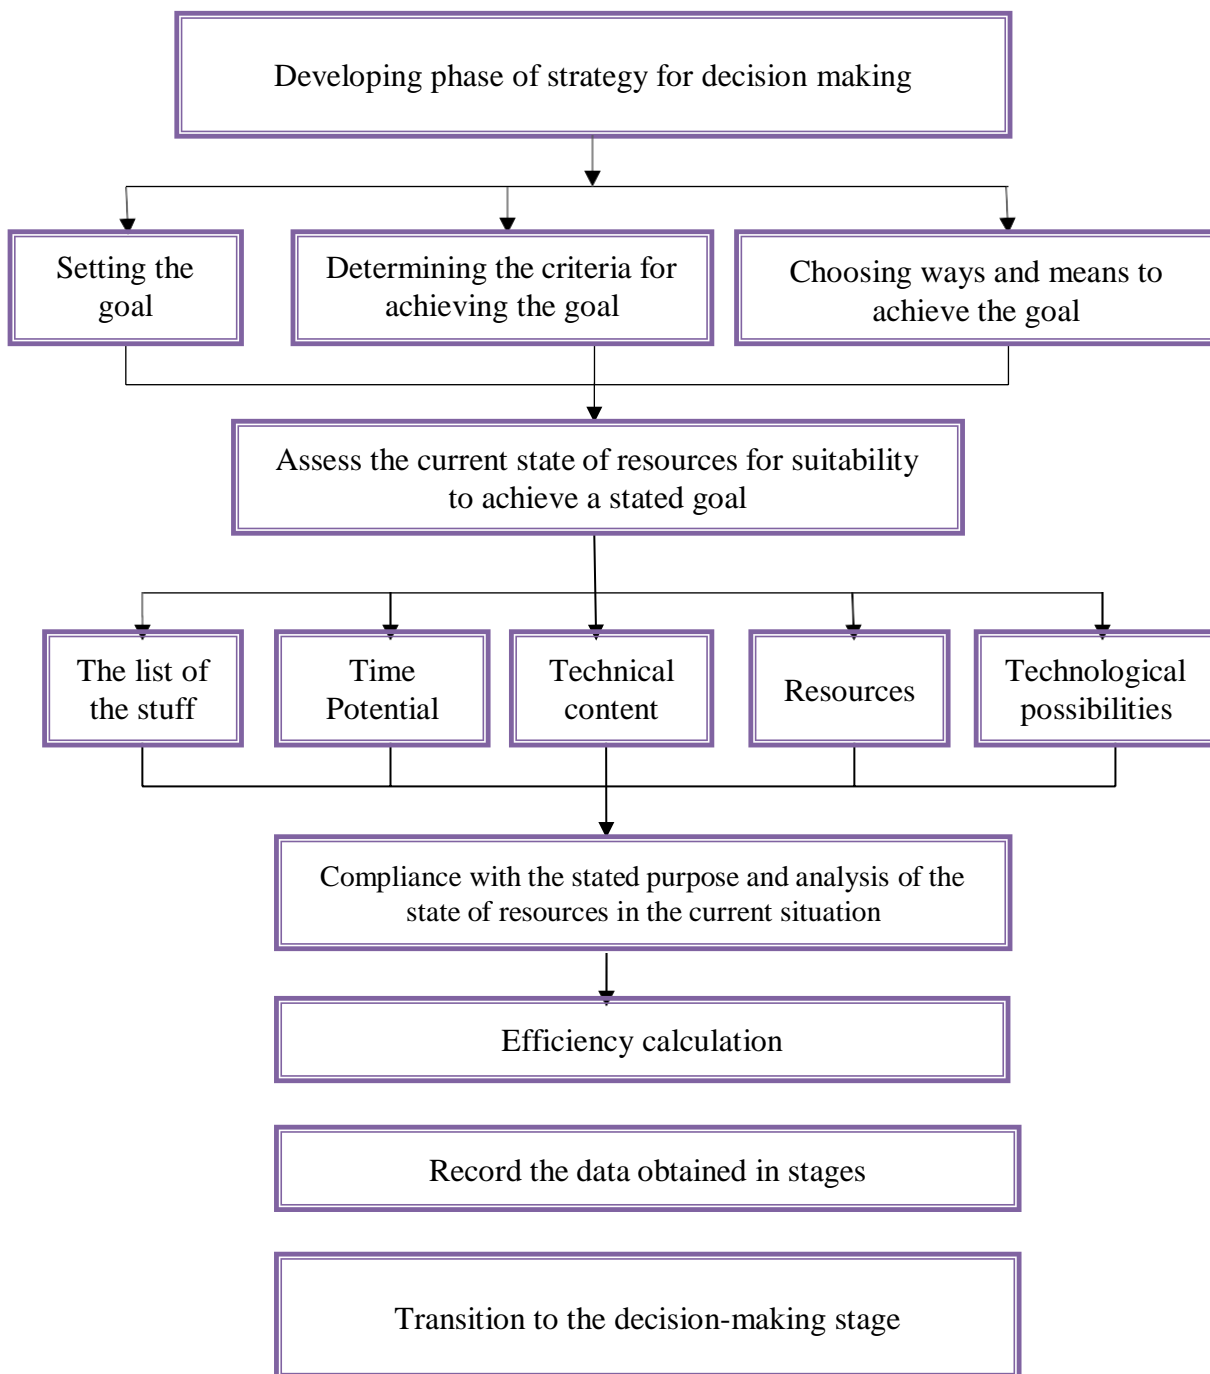 Developing phase of strategy for decision making
Setting the
goal
Determining the criteria for
achieving the goal
Choosing ways and means to
achieve the goal
Assess the current state of resources for suitability
to achieve a stated goal
The list of
the stuff
Time
Potential
Technical
content
Resources
Technological
possibilities
Compliance with the stated purpose and analysis of the
state of resources in the current situation
Efficiency calculation
Record the data obtained in stages
Transition to the decision-making stage